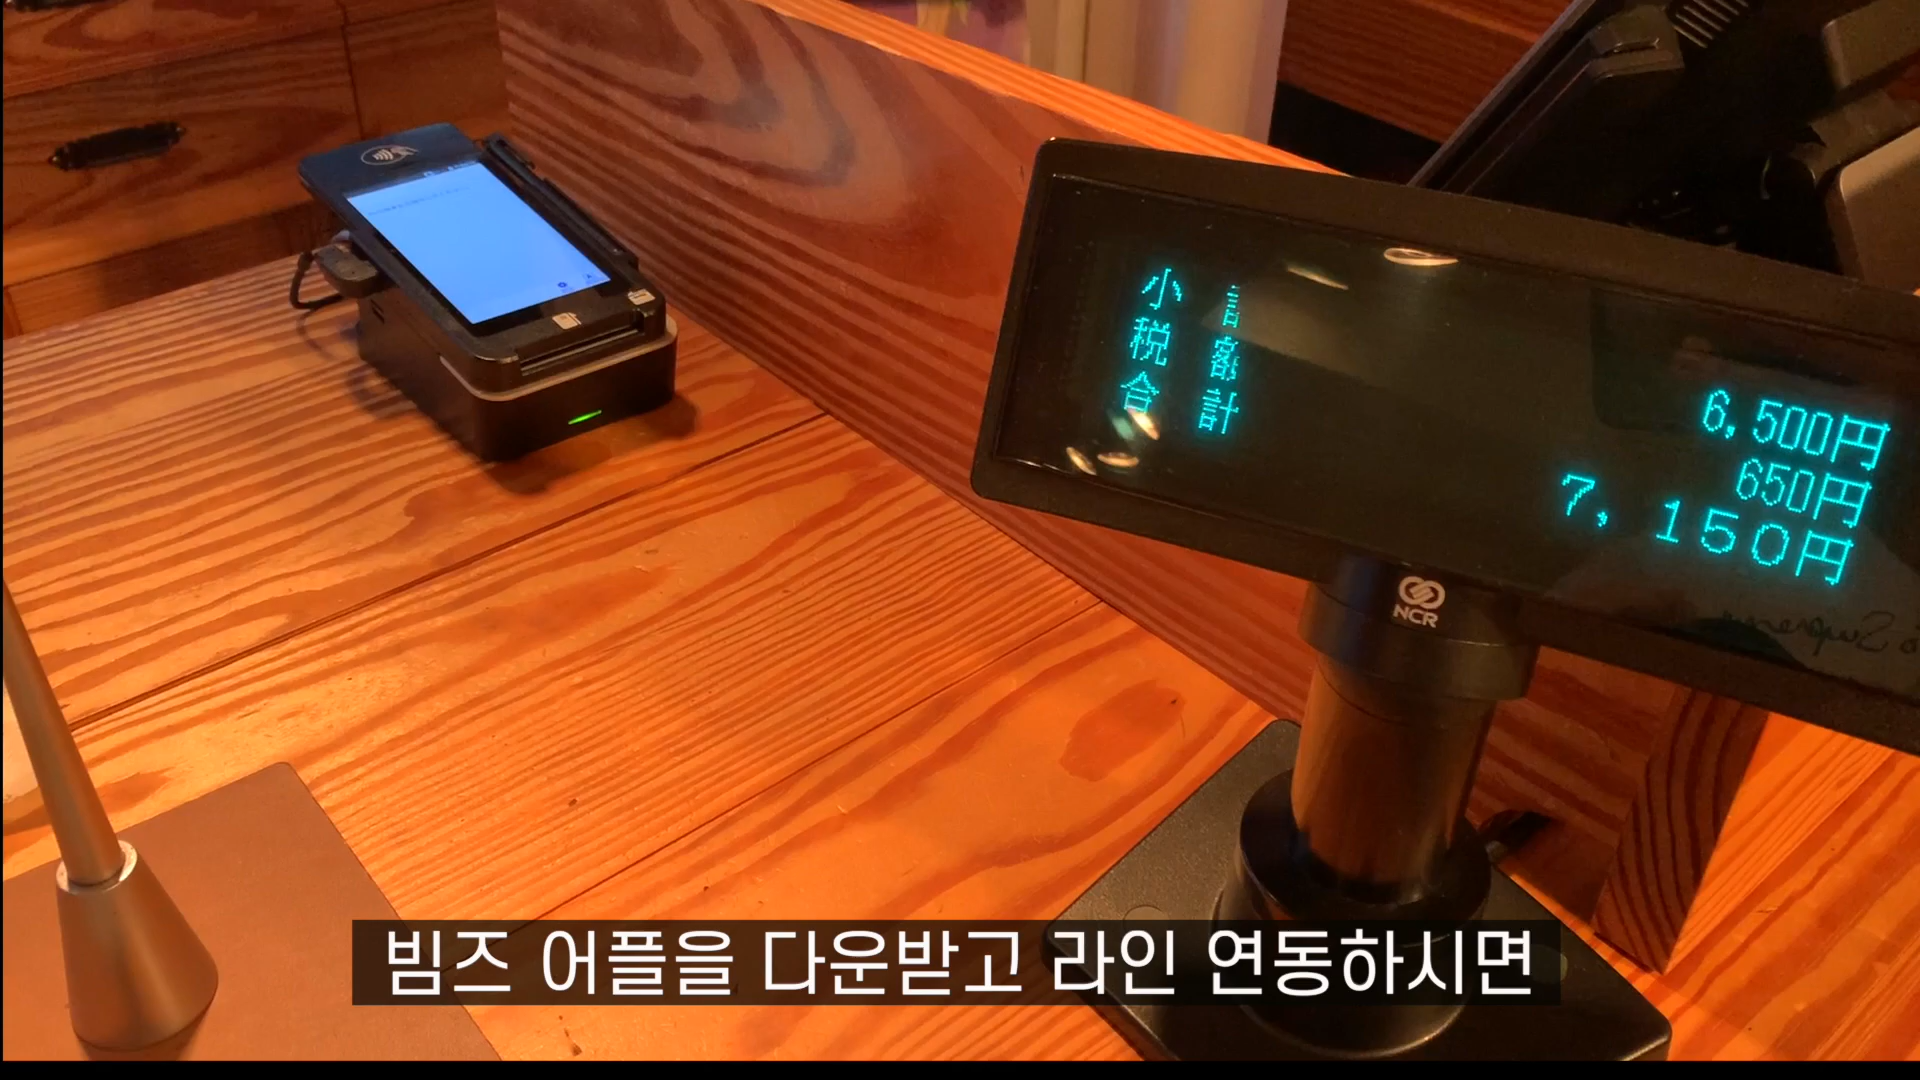 小計 6,500円
税額 650円
合計 7,150円
NCR
빔즈 어플을 다운받고 라인 연동하시면